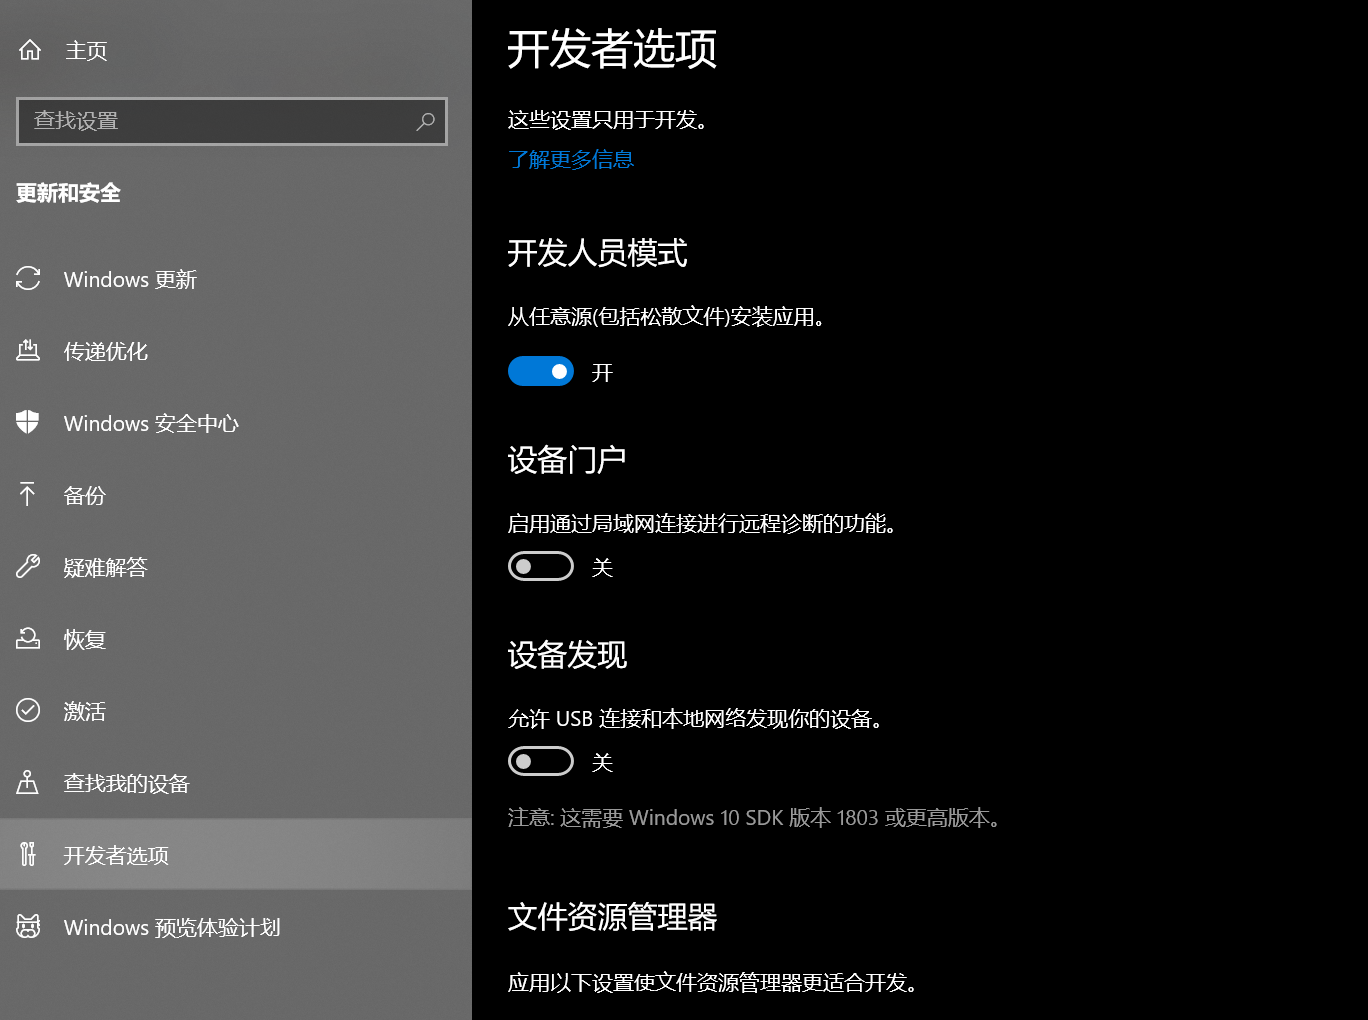 主页
查找设置
更新和安全
Windows 更新
传递优化
Windows 安全中心
备份
疑难解答
恢复
激活
查找我的设备
开发者选项
Windows 预览体验计划
开发者选项
这些设置只用于开发。
了解更多信息
开发人员模式
从任意源(包括松散文件)安装应用。
开
设备门户
启用通过局域网连接进行远程诊断的功能。
关
设备发现
允许 USB 连接和本地网络发现你的设备。
关
注意: 这需要 Windows 10 SDK 版本 1803 或更高版本。
文件资源管理器
应用以下设置使文件资源管理器更适合开发。